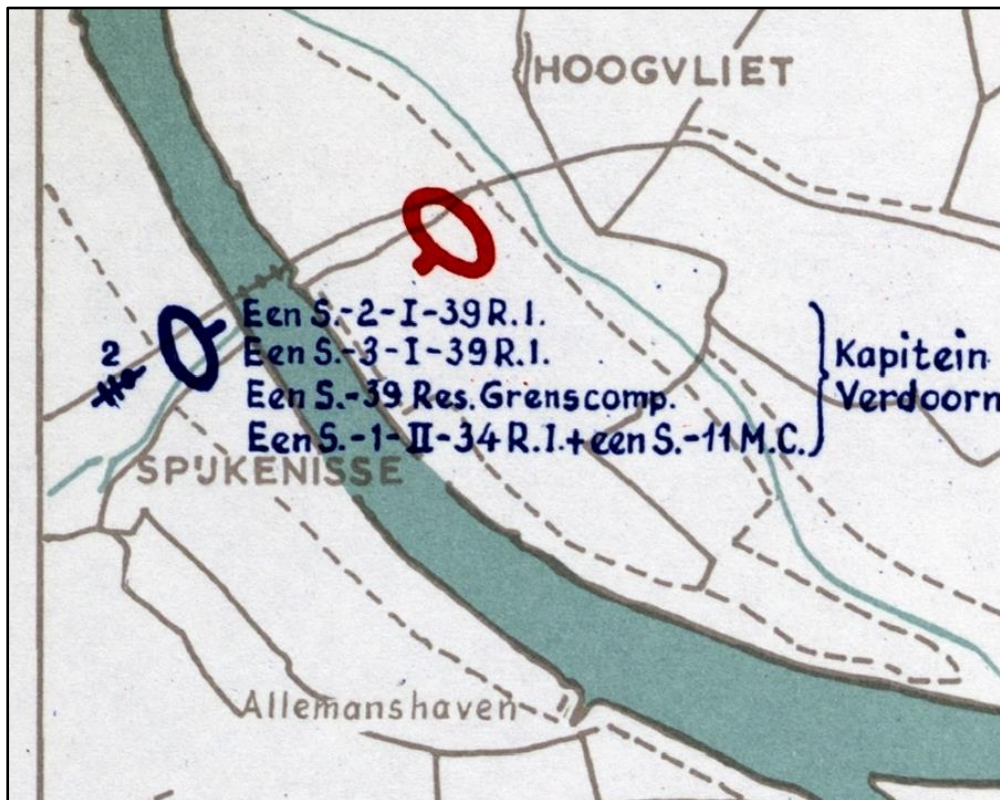 HOOGVLIET
Een S.-2-I-39 R.I.
Een S.-3-I-39 R.I.
Een S.-39 Res. Grenscomp.
Een S.-1-II-34 R.I.+een S.-11 M.C.
Kapitein
Verdoorn
2
SPIJKENISSE
Allemanshaven